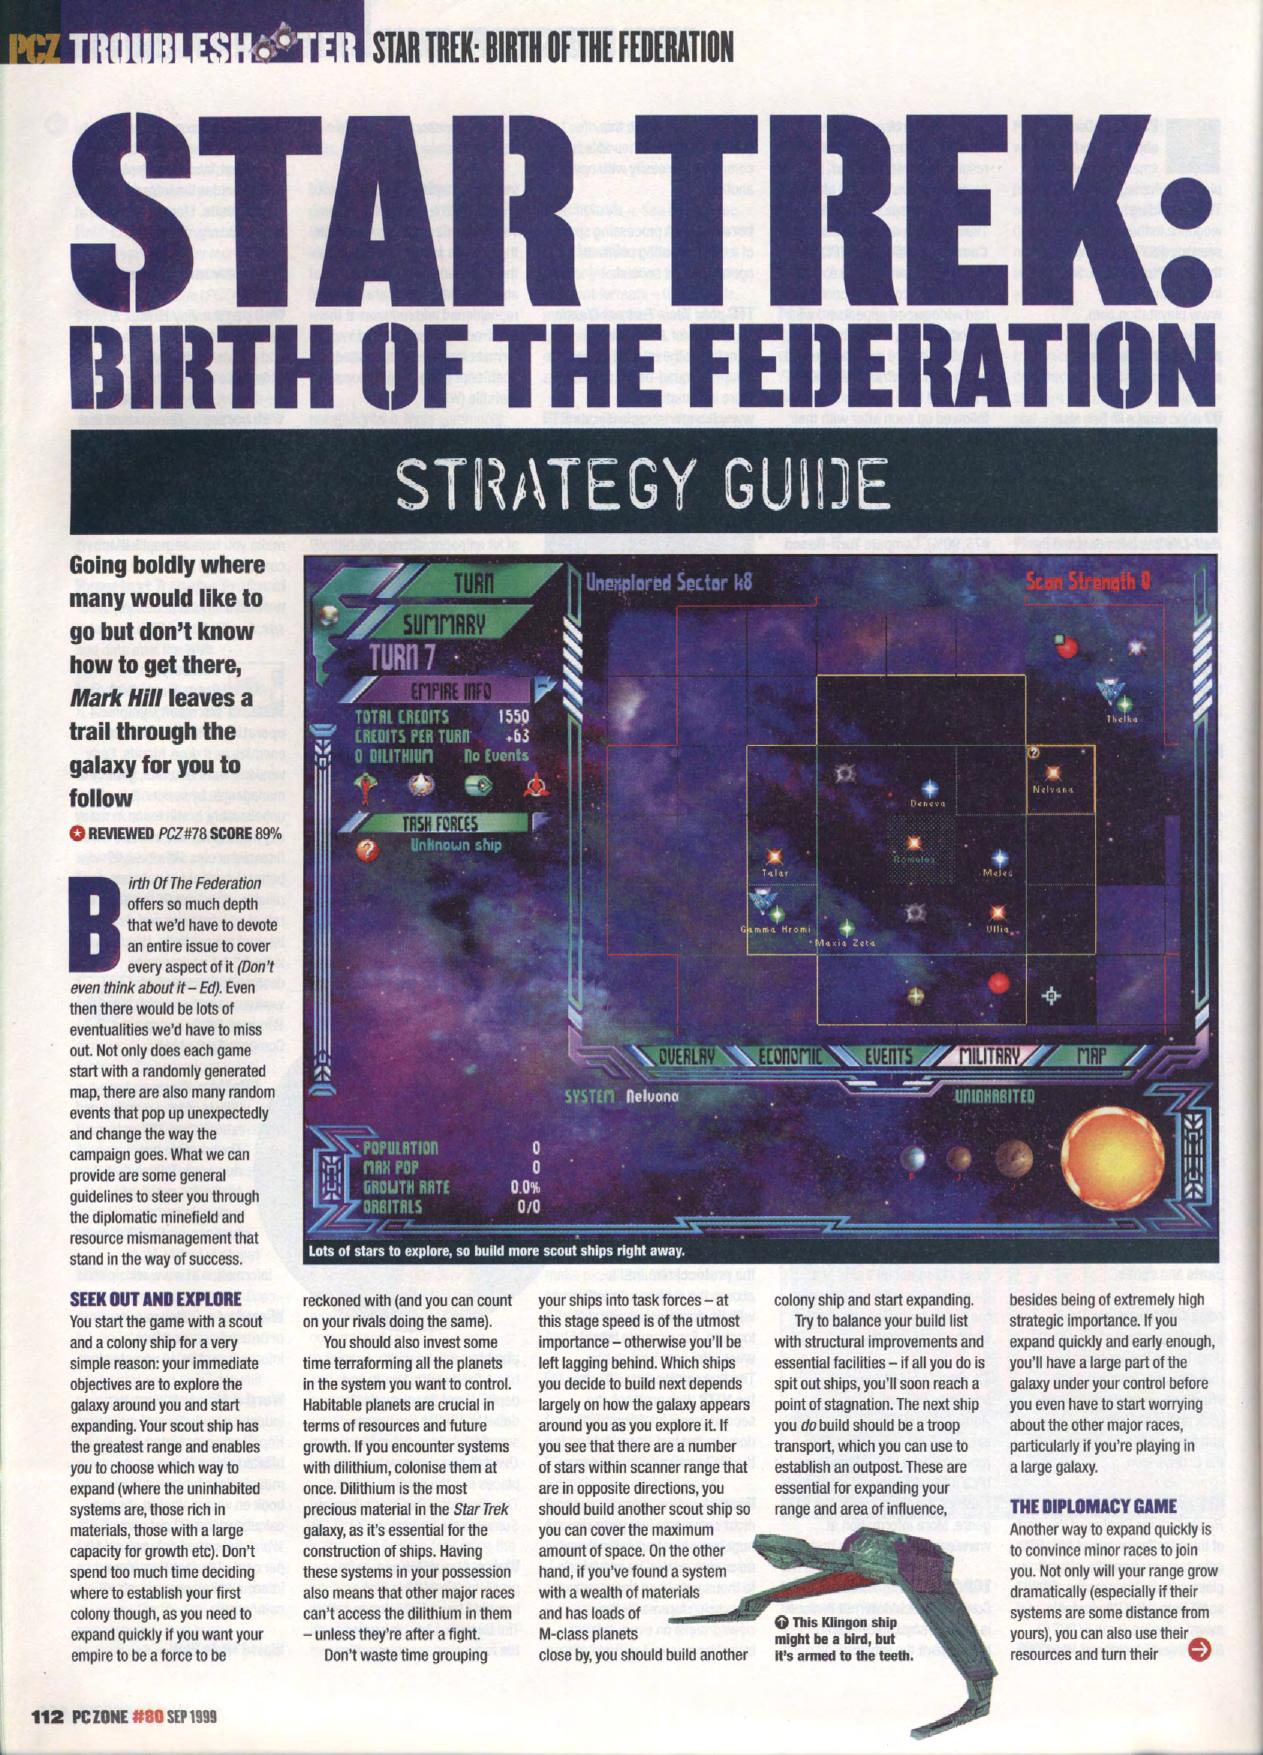 PCZ TROUBLESHOOTER STAR TREK: BIRTH OF THE FEDERATION
STAR TREK:
BIRTH OF THE FEDERATION
STRATEGY GUIDE
Going boldly where
many would like to
go but don't know
how to get there,
Mark Hill leaves a
trail through the
galaxy for you to
follow
REVIEWED PCZ #78 SCORE 89%
Birth Of The Federation
offers so much depth
that we'd have to devote
an entire issue to cover
every aspect of it (Don't
even think about it – Ed). Even
then there would be lots of
eventualities we'd have to miss
out. Not only does each game
start with a randomly generated
map, there are also many random
events that pop up unexpectedly
and change the way the
campaign goes. What we can
provide are some general
guidelines to steer you through
the diplomatic minefield and
resource mismanagement that
stand in the way of success.
TURN
SUMMARY
TURN 7
EMPIRE INFO
TOTAL CREDITS 1550
CREDITS PER TURN +63
0 DILITHIUM No Events
TASK FORCES
? Unknown ship
Unexplored Sector k8
Scan Strength 0
Thelka
?
Nelvana
Deneva
Romulus
Talar
Meles
Gamma Hromi
Maxia Zeta
Ullia
OVERLAY ECONOMIC EVENTS MILITARY MAP
SYSTEM Nelvana
UNINHABITED
POPULATION 0
MAX POP 0
GROWTH RATE 0.0%
ORBITALS 0/0
Lots of stars to explore, so build more scout ships right away.
SEEK OUT AND EXPLORE
You start the game with a scout
and a colony ship for a very
simple reason: your immediate
objectives are to explore the
galaxy around you and start
expanding. Your scout ship has
the greatest range and enables
you to choose which way to
expand (where the uninhabited
systems are, those rich in
materials, those with a large
capacity for growth etc). Don't
spend too much time deciding
where to establish your first
colony though, as you need to
expand quickly if you want your
empire to be a force to be
reckoned with (and you can count
on your rivals doing the same).
You should also invest some
time terraforming all the planets
in the system you want to control.
Habitable planets are crucial in
terms of resources and future
growth. If you encounter systems
with dilithium, colonise them at
once. Dilithium is the most
precious material in the Star Trek
galaxy, as it's essential for the
construction of ships. Having
these systems in your possession
also means that other major races
can't access the dilithium in them
– unless they're after a fight.
Don't waste time grouping
your ships into task forces – at
this stage speed is of the utmost
importance – otherwise you'll be
left lagging behind. Which ships
you decide to build next depends
largely on how the galaxy appears
around you as you explore it. If
you see that there are a number
of stars within scanner range that
are in opposite directions, you
should build another scout ship so
you can cover the maximum
amount of space. On the other
hand, if you've found a system
with a wealth of materials
and has loads of
M-class planets
close by, you should build another
colony ship and start expanding.
Try to balance your build list
with structural improvements and
essential facilities – if all you do is
spit out ships, you'll soon reach a
point of stagnation. The next ship
you do build should be a troop
transport, which you can use to
establish an outpost. These are
essential for expanding your
range and area of influence,
This Klingon ship
might be a bird, but
it's armed to the teeth.
besides being of extremely high
strategic importance. If you
expand quickly and early enough,
you'll have a large part of the
galaxy under your control before
you even have to start worrying
about the other major races,
particularly if you're playing in
a large galaxy.
THE DIPLOMACY GAME
Another way to expand quickly is
to convince minor races to join
you. Not only will your range grow
dramatically (especially if their
systems are some distance from
yours), you can also use their
resources and turn their
112 PC ZONE #80 SEP 1999